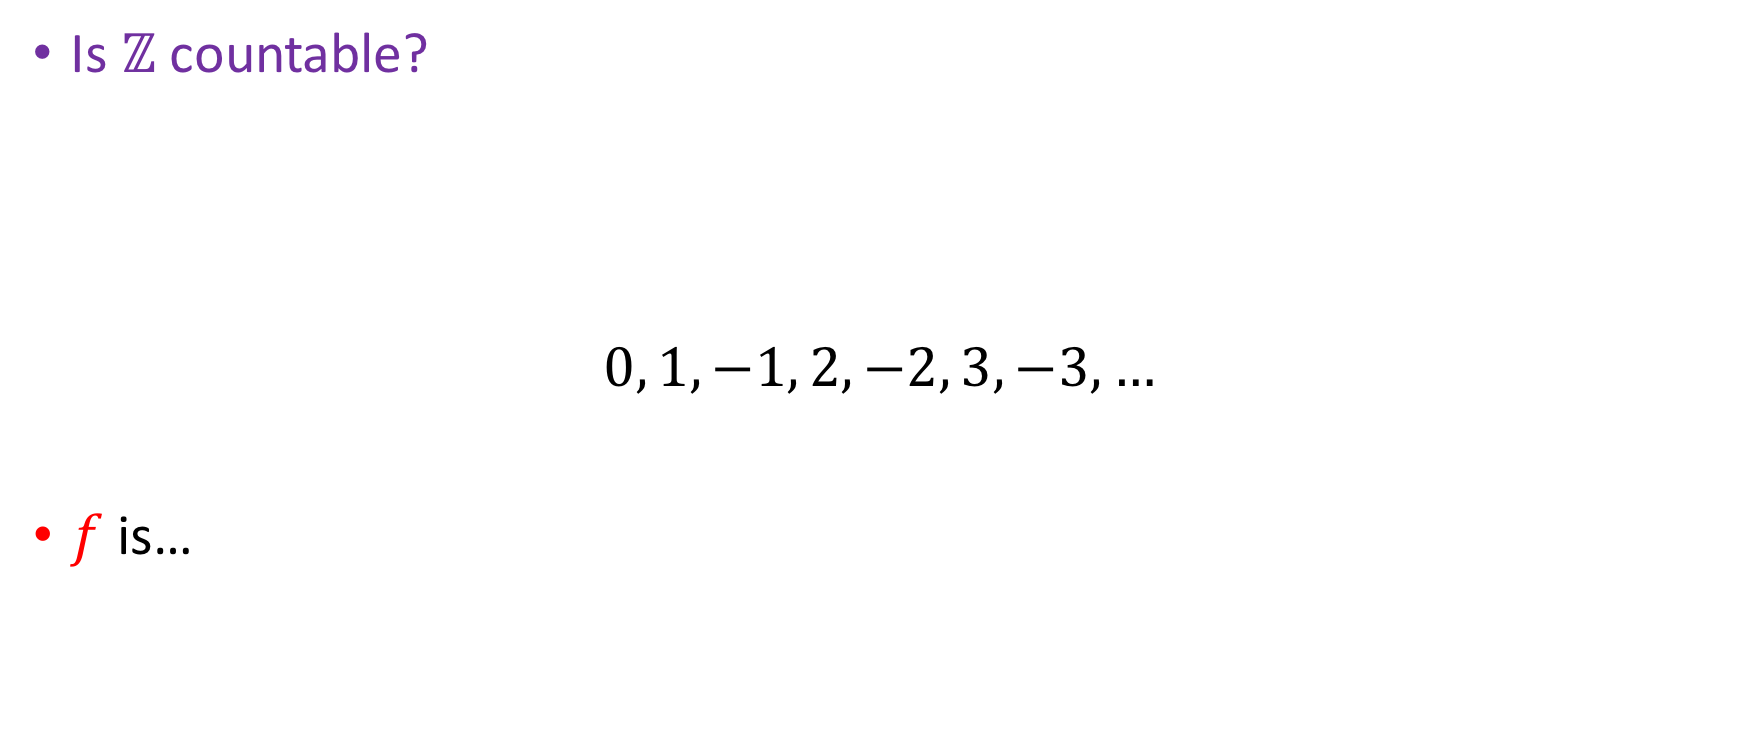 • Is ℤ countable?
0, 1, −1, 2, −2, 3, −3, …
• f is…